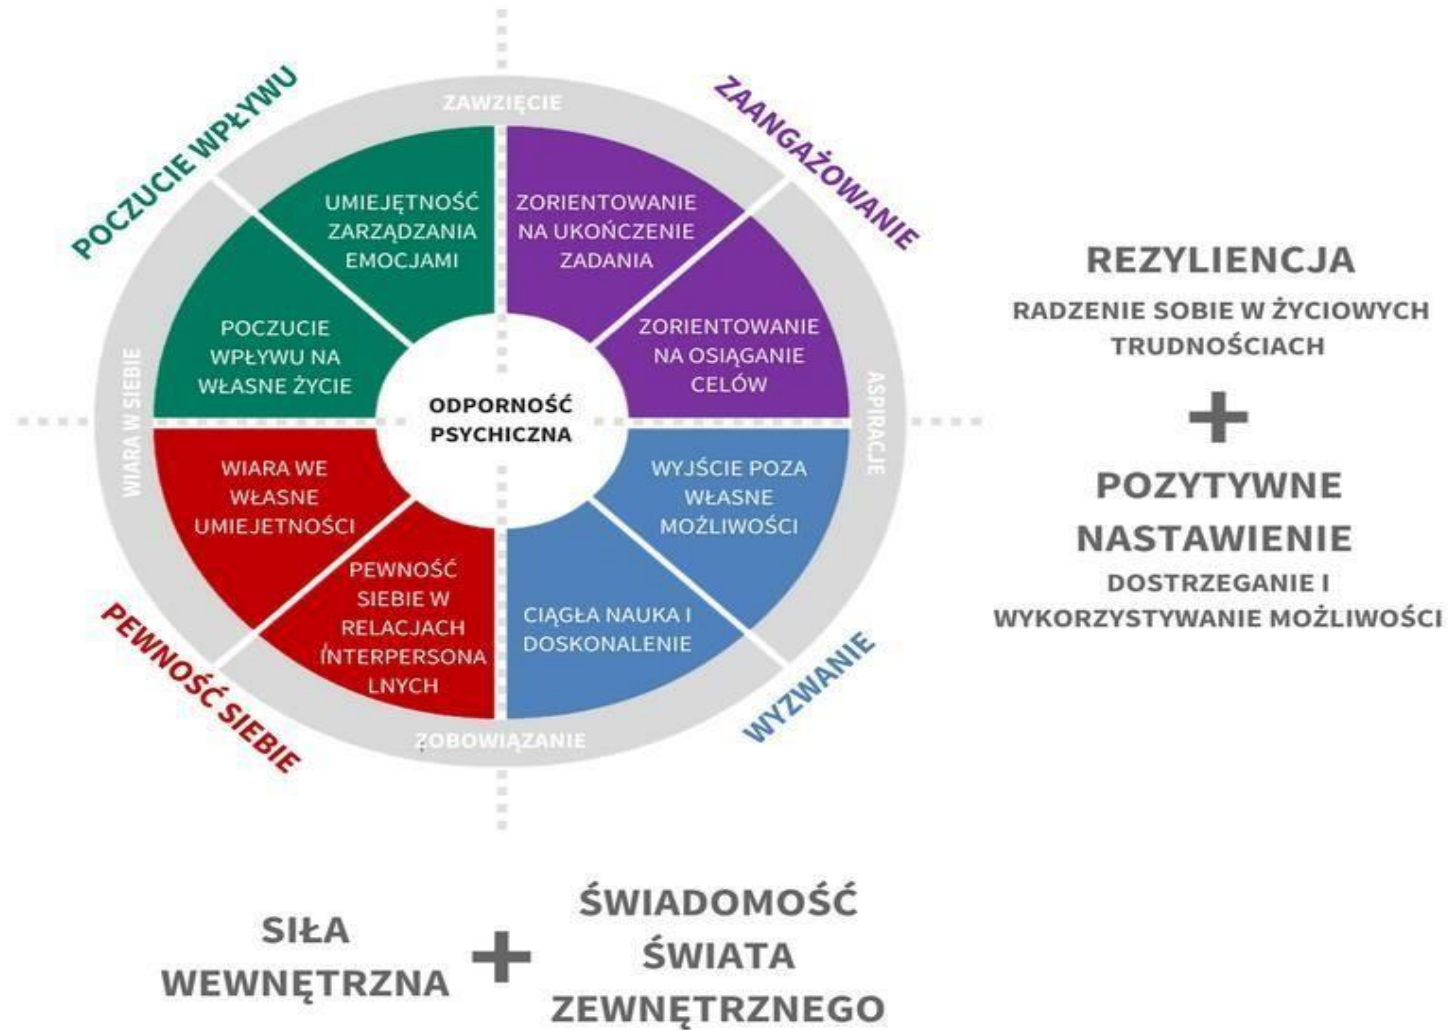 POCZUCIE WPŁYWU
ZAWZIĘCIE
ZAANGAŻOWANIE
UMIEJĘTNOŚĆ
ZARZĄDZANIA
EMOCJAMI
ZORIENTOWANIE
NA UKOŃCZENIE
ZADANIA
POCZUCIE
WPŁYWU NA
WŁASNE ŻYCIE
ZORIENTOWANIE
NA OSIĄGANIE
CELÓW
WIARA W SIEBIE
ODPORNOŚĆ
PSYCHICZNA
ASPIRACJE
WIARA WE
WŁASNE
UMIEJETNOŚCI
WYJŚCIE POZA
WŁASNE
MOŻLIWOŚCI
PEWNOŚĆ
SIEBIE W
RELACJACH
INTERPERSONA
LNYCH
CIĄGŁA NAUKA I
DOSKONALENIE
PEWNOŚĆ SIEBIE
ZOBOWIĄZANIE
WYZWANIE
REZYLIENCJA
RADZENIE SOBIE W ŻYCIOWYCH
TRUDNOŚCIACH
+
POZYTYWNE
NASTAWIENIE
DOSTRZEGANIE I
WYKORZYSTYWANIE MOŻLIWOŚCI
SIŁA
WEWNĘTRZNA
+
ŚWIADOMOŚĆ
ŚWIATA
ZEWNĘTRZNEGO